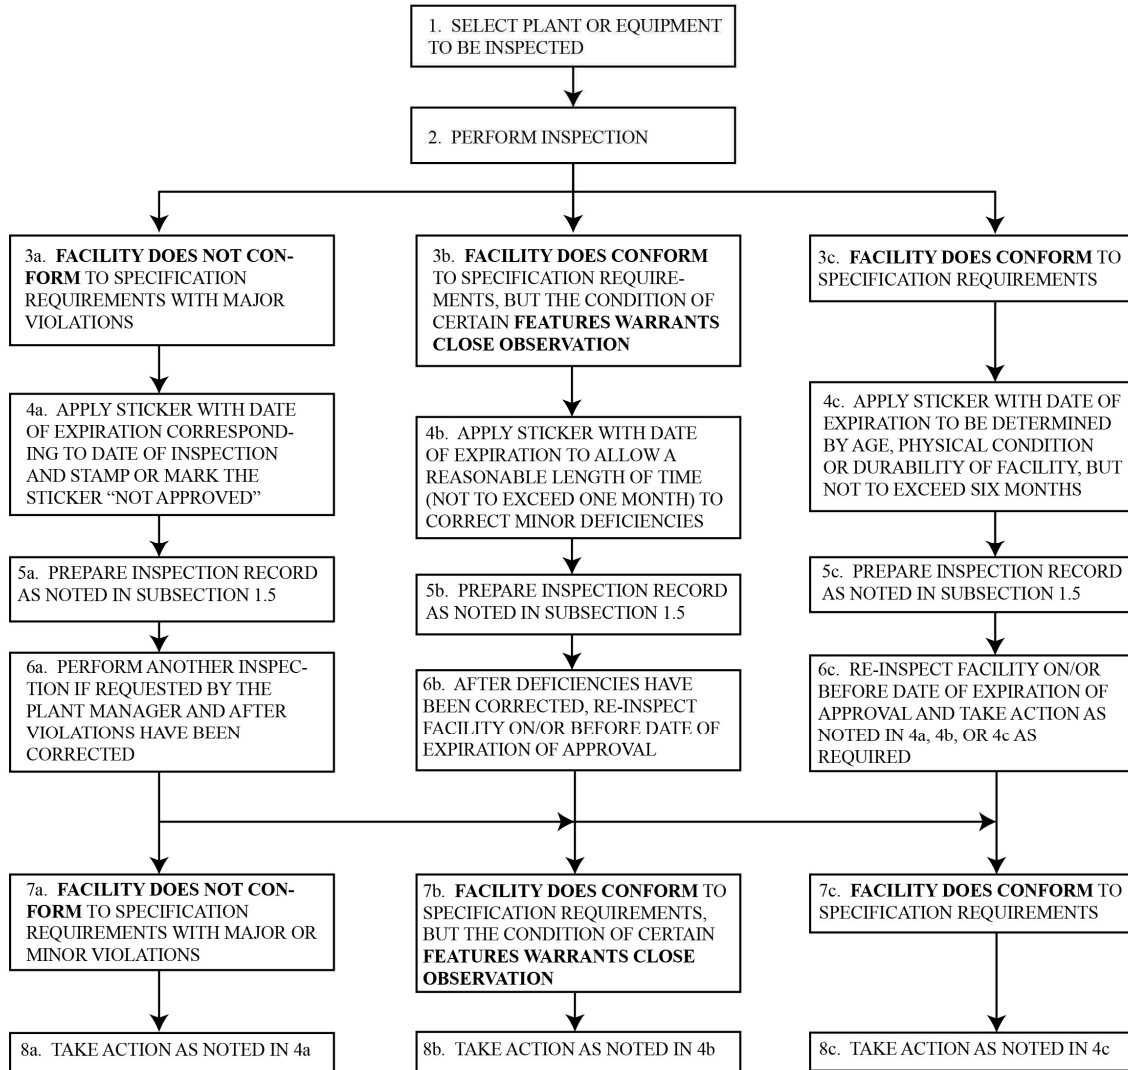 1. SELECT PLANT OR EQUIPMENT
TO BE INSPECTED
2. PERFORM INSPECTION
3a. FACILITY DOES NOT CON-
FORM TO SPECIFICATION
REQUIREMENTS WITH MAJOR
VIOLATIONS
3b. FACILITY DOES CONFORM
TO SPECIFICATION REQUIRE-
MENTS, BUT THE CONDITION OF
CERTAIN FEATURES WARRANTS
CLOSE OBSERVATION
3c. FACILITY DOES CONFORM TO
SPECIFICATION REQUIREMENTS
4a. APPLY STICKER WITH DATE
OF EXPIRATION CORRESPOND-
ING TO DATE OF INSPECTION
AND STAMP OR MARK THE
STICKER “NOT APPROVED”
4b. APPLY STICKER WITH DATE
OF EXPIRATION TO ALLOW A
REASONABLE LENGTH OF TIME
(NOT TO EXCEED ONE MONTH) TO
CORRECT MINOR DEFICIENCIES
4c. APPLY STICKER WITH DATE OF
EXPIRATION TO BE DETERMINED
BY AGE, PHYSICAL CONDITION
OR DURABILITY OF FACILITY, BUT
NOT TO EXCEED SIX MONTHS
5a. PREPARE INSPECTION RECORD
AS NOTED IN SUBSECTION 1.5
5b. PREPARE INSPECTION RECORD
AS NOTED IN SUBSECTION 1.5
5c. PREPARE INSPECTION RECORD
AS NOTED IN SUBSECTION 1.5
6a. PERFORM ANOTHER INSPEC-
TION IF REQUESTED BY THE
PLANT MANAGER AND AFTER
VIOLATIONS HAVE BEEN
CORRECTED
6b. AFTER DEFICIENCIES HAVE
BEEN CORRECTED, RE-INSPECT
FACILITY ON/OR BEFORE DATE OF
EXPIRATION OF APPROVAL
6c. RE-INSPECT FACILITY ON/OR
BEFORE DATE OF EXPIRATION OF
APPROVAL AND TAKE ACTION AS
NOTED IN 4a, 4b, OR 4c AS
REQUIRED
7a. FACILITY DOES NOT CON-
FORM TO SPECIFICATION
REQUIREMENTS WITH MAJOR OR
MINOR VIOLATIONS
7b. FACILITY DOES CONFORM TO
SPECIFICATION REQUIREMENTS,
BUT THE CONDITION OF CERTAIN
FEATURES WARRANTS CLOSE
OBSERVATION
7c. FACILITY DOES CONFORM TO
SPECIFICATION REQUIREMENTS
8a. TAKE ACTION AS NOTED IN 4a
8b. TAKE ACTION AS NOTED IN 4b
8c. TAKE ACTION AS NOTED IN 4c